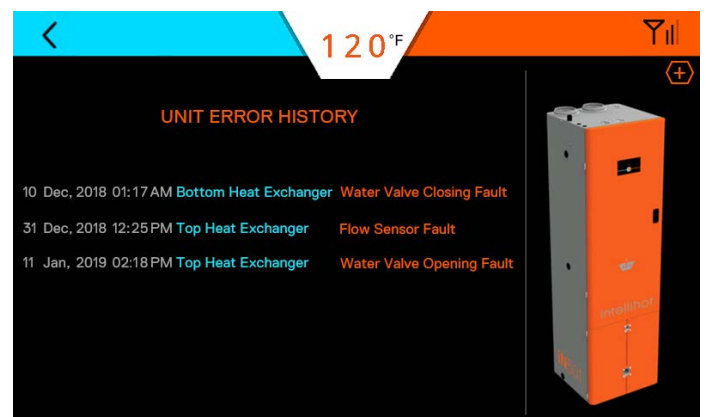 120°F
UNIT ERROR HISTORY
10 Dec, 2018 01:17 AM Bottom Heat Exchanger Water Valve Closing Fault
31 Dec, 2018 12:25 PM Top Heat Exchanger Flow Sensor Fault
11 Jan, 2019 02:18 PM Top Heat Exchanger Water Valve Opening Fault
intellihot